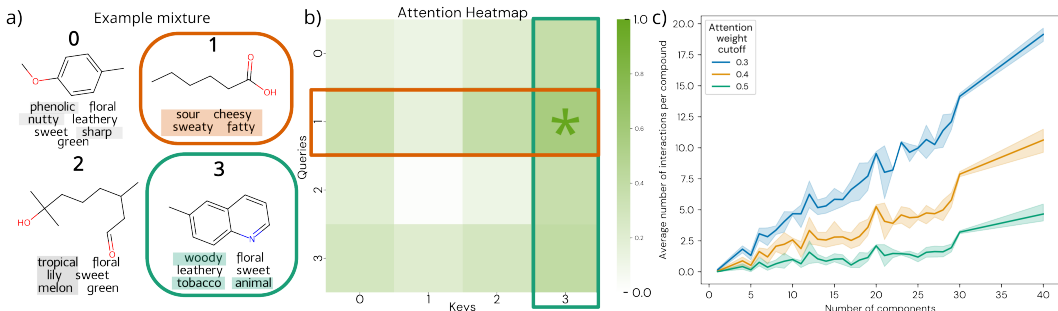 a)
Example mixture
0
O
phenolic floral
nutty leathery
sweet sharp
green
1
O
OH
sour cheesy
sweaty fatty
2
HO
O
tropical floral
lily sweet
melon green
3
N
woody floral
leathery sweet
tobacco animal
b)
Attention Heatmap
Queries
0
1
2
3
*
0 1 2 3
Keys
1.0
0.8
0.6
0.4
0.2
0.0
c)
Average number of interactions per compound
20.0
17.5
15.0
12.5
10.0
7.5
5.0
2.5
0.0
Attention
weight
cutoff
0.3
0.4
0.5
0 5 10 15 20 25 30 35 40
Number of components